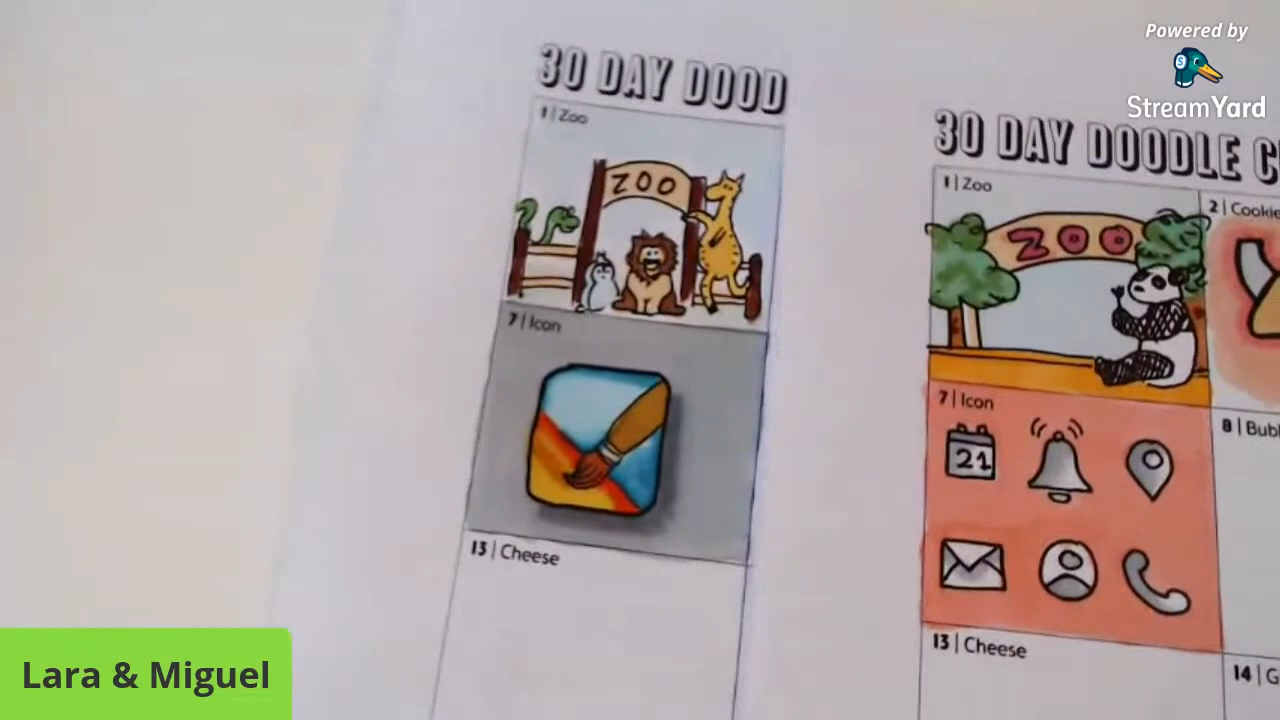 Powered by
StreamYard
30 DAY DOOD
1 | Zoo
ZOO
7 | Icon
13 | Cheese
30 DAY DOODLE C
1 | Zoo
2 | Cookie
ZOO
7 | Icon
8 | Bubb
21
13 | Cheese
14 | G
Lara & Miguel